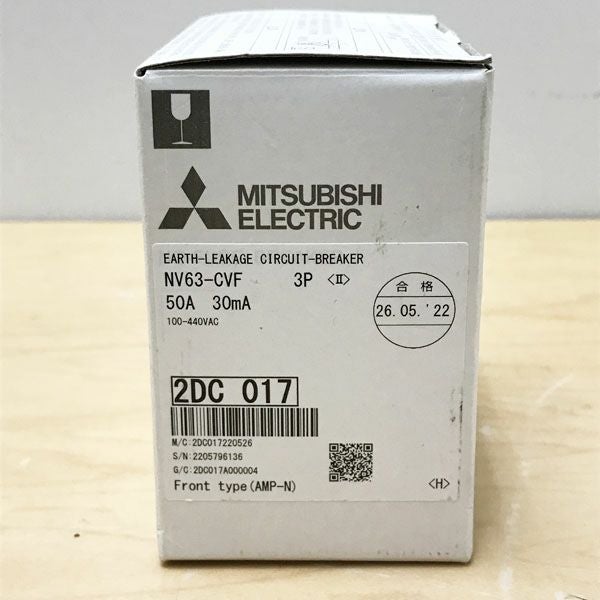 MITSUBISHI
ELECTRIC
EARTH-LEAKAGE CIRCUIT-BREAKER
NV63-CVF 3P <Ⅱ>
50A 30mA
100-440VAC
合格
26.05.'22
2DC 017
M/C:2DC017220526
S/N:2205796136
G/C:2DC017A000004
Front type(AMP-N)
<H>